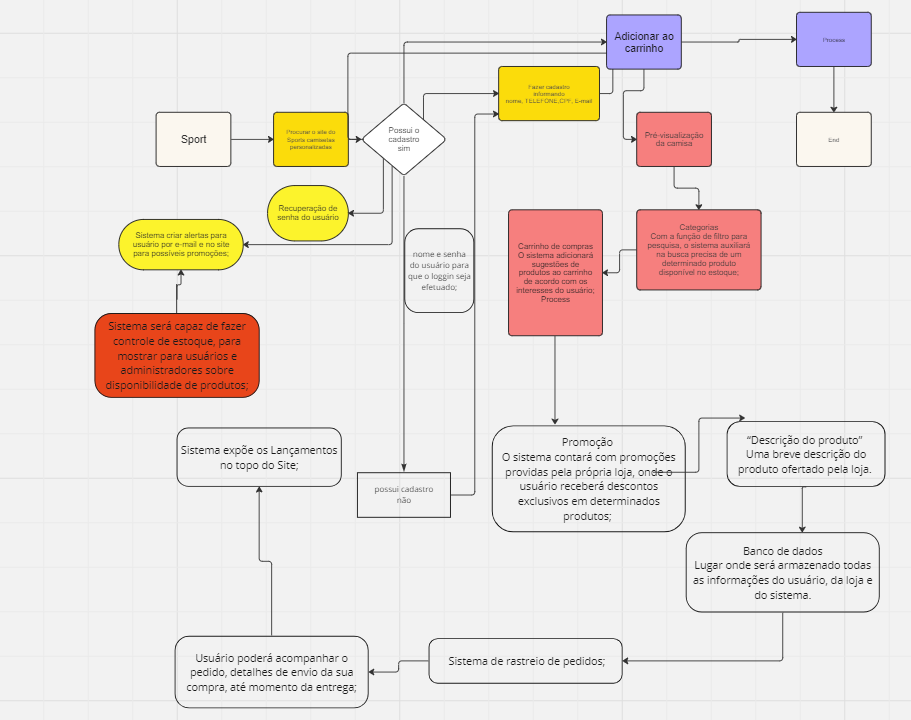 Adicionar ao
carrinho
Process
Fazer cadastro
informando
nome, TELEFONE,CPF, E-mail
Sport
Procurar o site do
Sports camisetas
personalizadas
Possui o
cadastro
sim
Pré-visualização
da camisa
End
Recuperação de
senha do usuário
Sistema criar alertas para
usuário por e-mail e no site
para possíveis promoções;
nome e senha
do usuário para
que o loggin seja
efetuado;
Carrinho de compras
O sistema adicionará
sugestões de
produtos ao carrinho
de acordo com os
interesses do usuário;
Process
Categorias
Com a função de filtro para
pesquisa, o sistema auxiliará
na busca precisa de um
determinado produto
disponível no estoque;
Sistema será capaz de fazer
controle de estoque, para
mostrar para usuários e
administradores sobre
disponibilidade de produtos;
Sistema expõe os Lançamentos
no topo do Site;
possui cadastro
não
Promoção
O sistema contará com promoções
providas pela própria loja, onde o
usuário receberá descontos
exclusivos em determinados
produtos;
“Descrição do produto”
Uma breve descrição do
produto ofertado pela loja.
Banco de dados
Lugar onde será armazenado todas
as informações do usuário, da loja e
do sistema.
Usuário poderá acompanhar o
pedido, detalhes de envio da sua
compra, até momento da entrega;
Sistema de rastreio de pedidos;